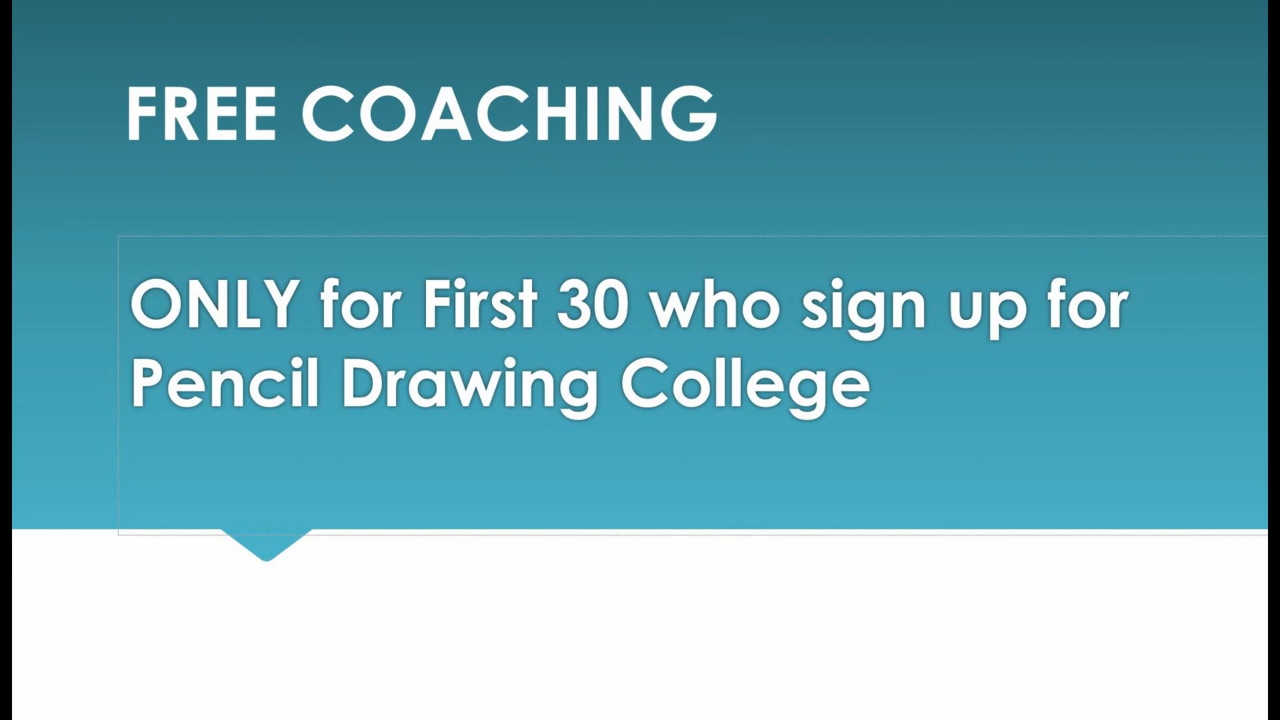 FREE COACHING
ONLY for First 30 who sign up for
Pencil Drawing College